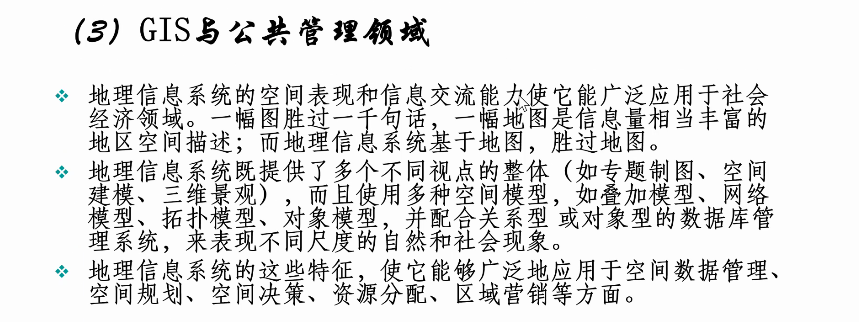 （3）GIS与公共管理领域
❖ 地理信息系统的空间表现和信息交流能力使它能广泛应用于社会
经济领域。一幅图胜过一千句话，一幅地图是信息量相当丰富的
地区空间描述；而地理信息系统基于地图，胜过地图。
❖ 地理信息系统既提供了多个不同视点的整体（如专题制图、空间
建模、三维景观），而且使用多种空间模型，如叠加模型、网络
模型、拓扑模型、对象模型，并配合关系型 或对象型的数据库管
理系统，来表现不同尺度的自然和社会现象。
❖ 地理信息系统的这些特征，使它能够广泛地应用于空间数据管理、
空间规划、空间决策、资源分配、区域营销等方面。